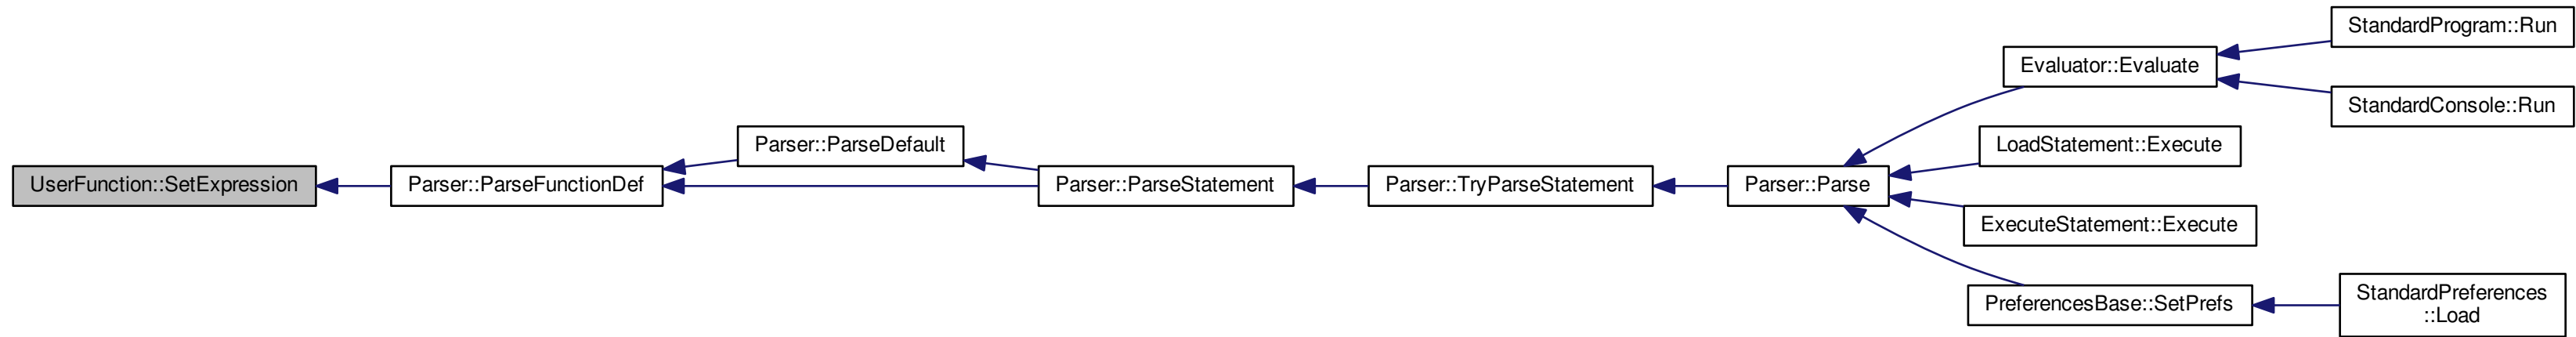 StandardProgram::Run
Evaluator::Evaluate
StandardConsole::Run
Parser::ParseDefault
LoadStatement::Execute
UserFunction::SetExpression
Parser::ParseFunctionDef
Parser::ParseStatement
Parser::TryParseStatement
Parser::Parse
ExecuteStatement::Execute
PreferencesBase::SetPrefs
StandardPreferences
::Load